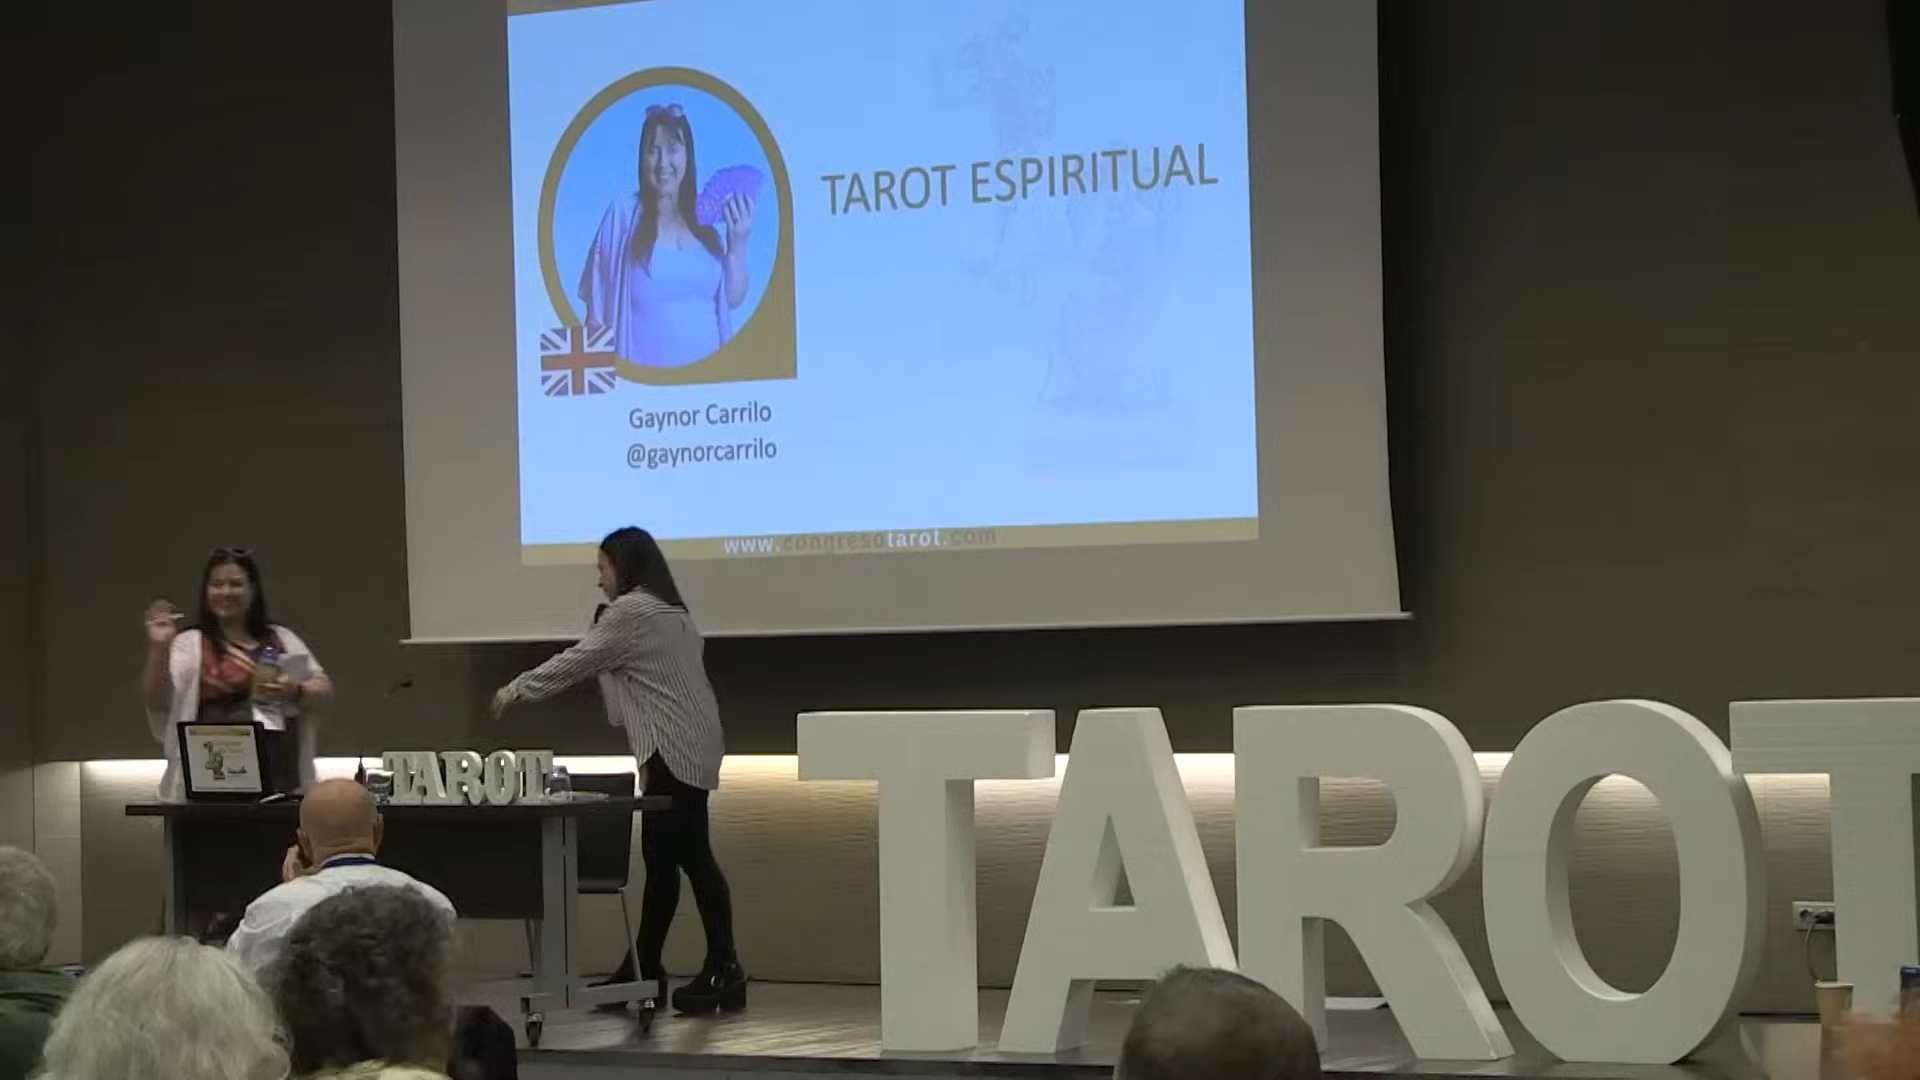 TAROT ESPIRITUAL
Gaynor Carrilo
@gaynorcarrilo
www.congresotarot.com
TAROT
TAROT